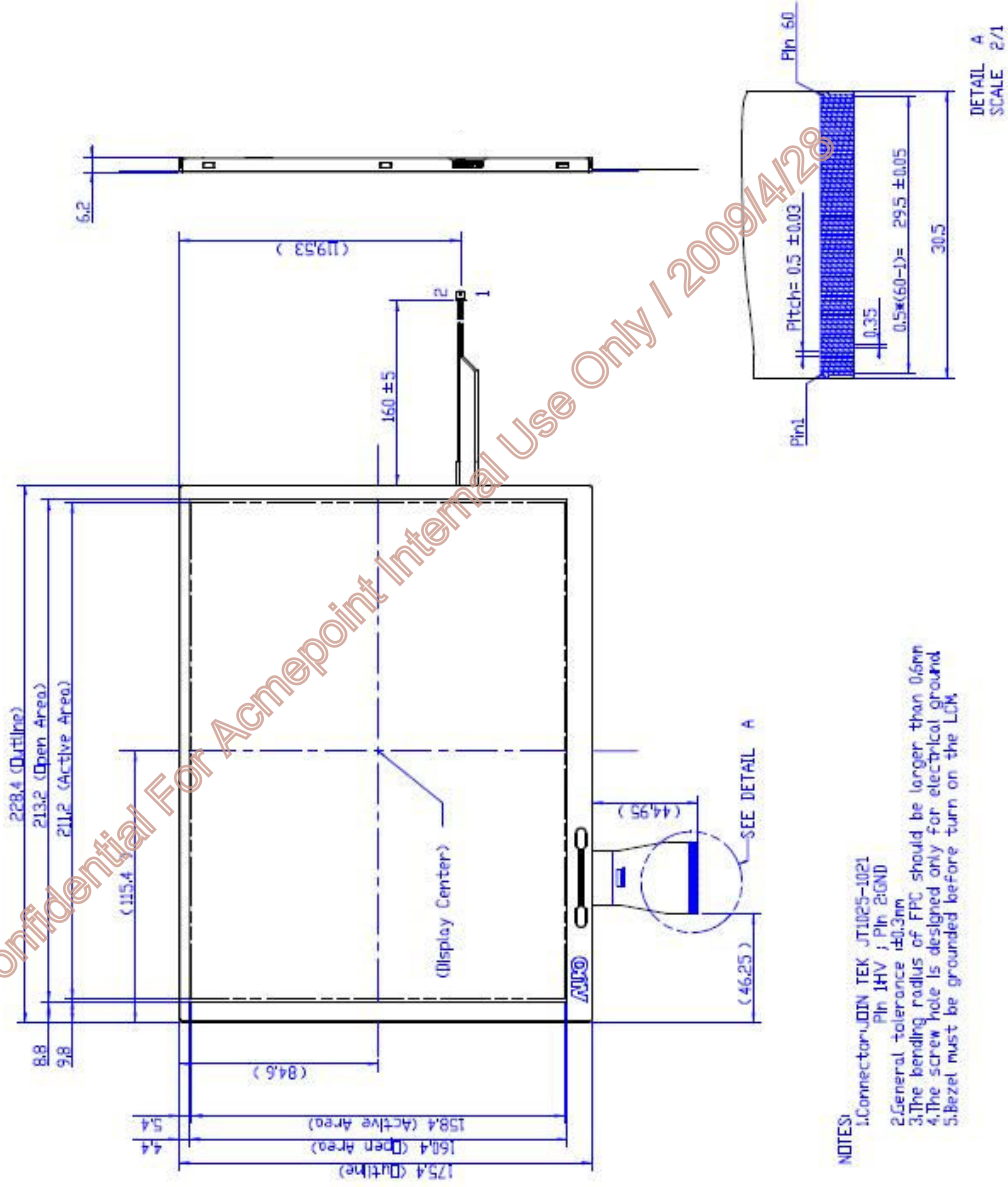 228.4 (Outline)
213.2 (Open Area)
211.2 (Active Area)
8.8
9.8
(115.4)
(84.6)
5.4
4.4
158.4 (Active Area)
160.4 (Open Area)
175.4 (Outline)
(Display Center)
AUO
(46.25)
(44.95)
SEE DETAIL A
160 ±5
2
1
(119.53)
6.2
Pin1
Pin 60
Pitch= 0.5 ±0.03
0.35
0.5*(60-1)= 29.5 ±0.05
30.5
DETAIL A
SCALE 2/1
NOTES:
1.Connector:JOIN TEK JT1025-1021
Pin 1:HV ; Pin 2:GND
2.General tolerance :±0.3mm
3.The bending radius of FPC should be larger than 0.6mm
4.The screw hole is designed only for electrical ground.
5.Bezel must be grounded before turn on the LCM.
onfidential For Acmepoint Internal Use Only / 2009/4/28